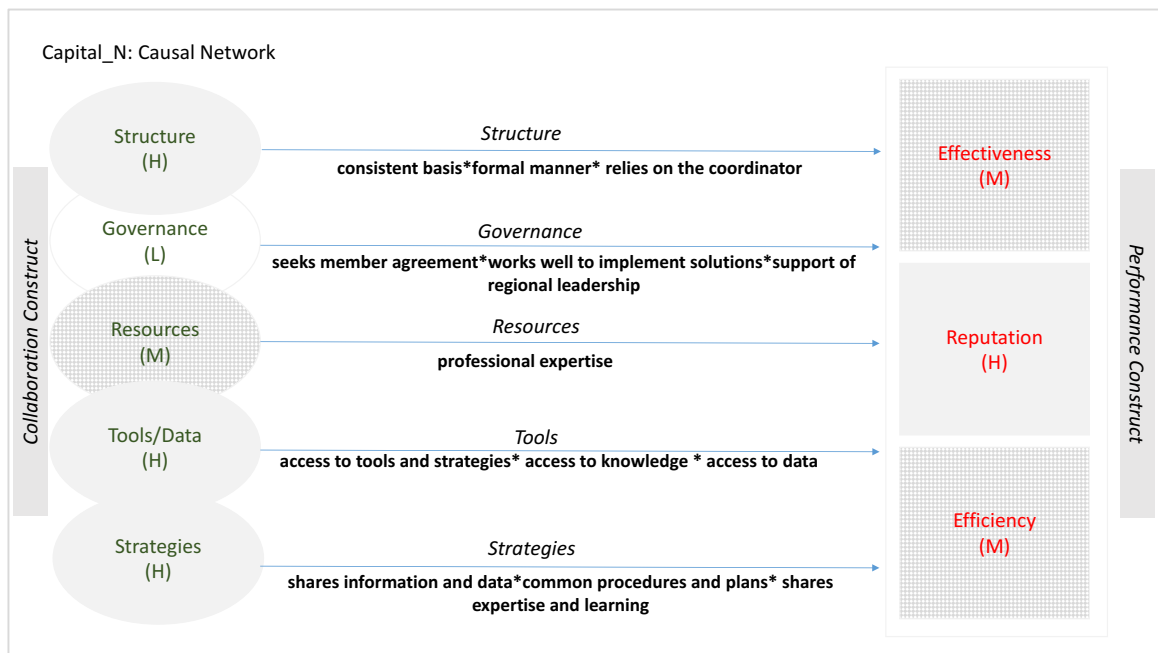 Capital_N: Causal Network
Collaboration Construct
Structure
(H)
Governance
(L)
Resources
(M)
Tools/Data
(H)
Strategies
(H)
Structure
consistent basis*formal manner* relies on the coordinator
Governance
seeks member agreement*works well to implement solutions*support of
regional leadership
Resources
professional expertise
Tools
access to tools and strategies* access to knowledge * access to data
Strategies
shares information and data*common procedures and plans* shares
expertise and learning
Effectiveness
(M)
Reputation
(H)
Efficiency
(M)
Performance Construct